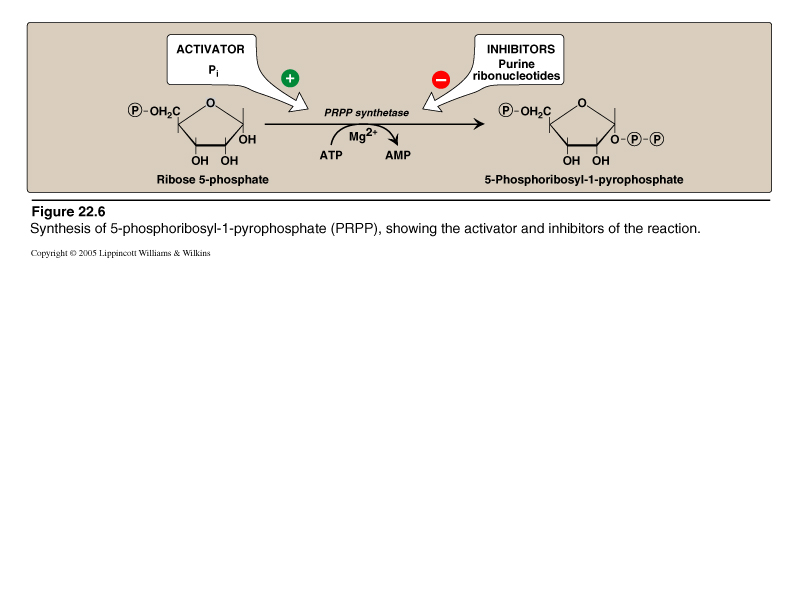 ACTIVATOR
Pi
+
INHIBITORS
Purine
ribonucleotides
−
P-OH2C
O
OH
OH OH
Ribose 5-phosphate
PRPP synthetase
Mg2+
ATP
AMP
P-OH2C
O
O-P-P
OH OH
5-Phosphoribosyl-1-pyrophosphate
Figure 22.6
Synthesis of 5-phosphoribosyl-1-pyrophosphate (PRPP), showing the activator and inhibitors of the reaction.
Copyright © 2005 Lippincott Williams & Wilkins